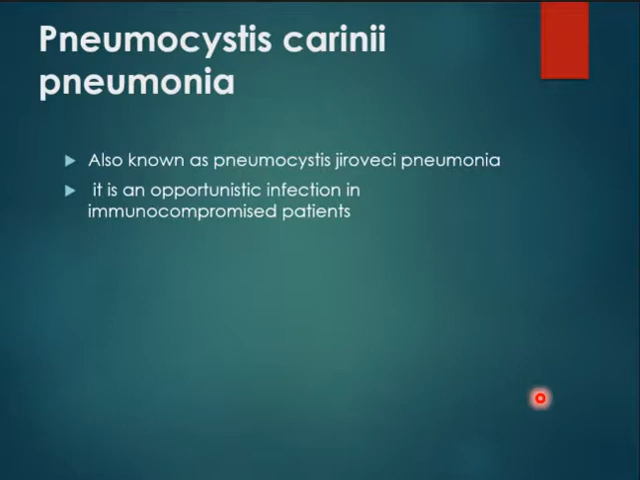 Pneumocystis carinii
pneumonia
Also known as pneumocystis jiroveci pneumonia
it is an opportunistic infection in
immunocompromised patients